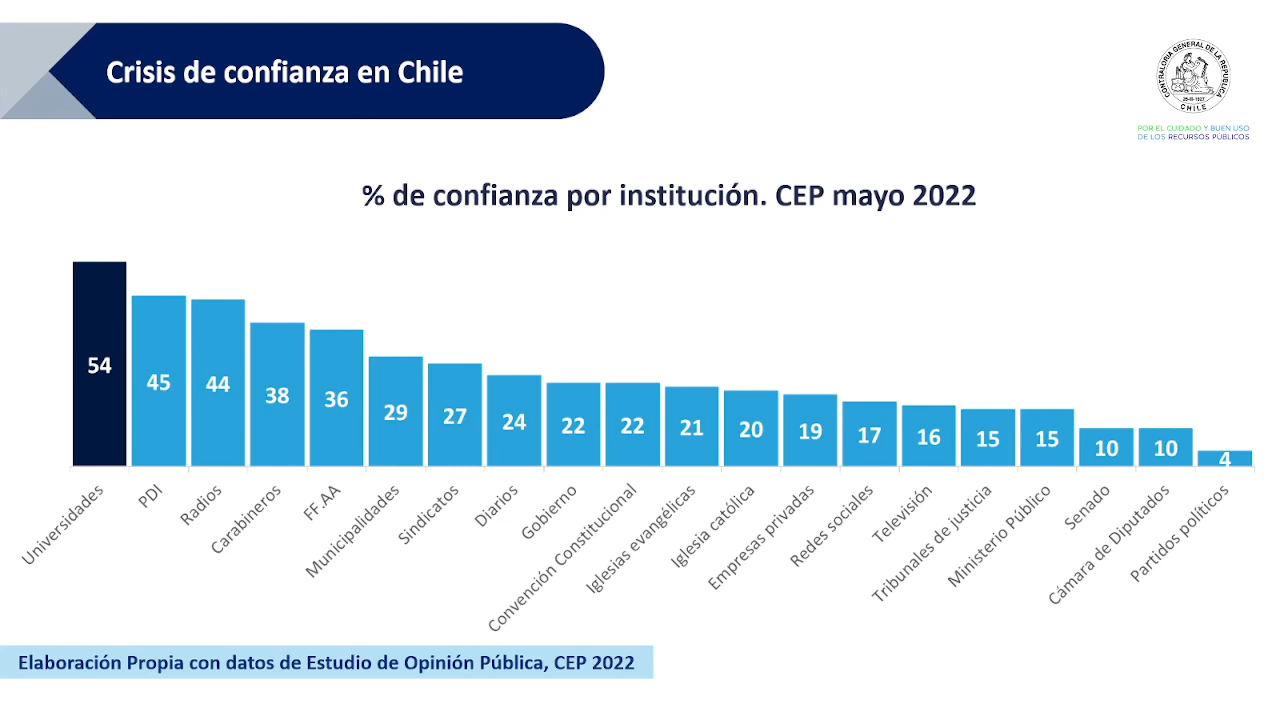 Crisis de confianza en Chile
CONTRALORÍA GENERAL DE LA REPÚBLICA
26-III-1927
CHILE
POR EL CUIDADO Y BUEN USO
DE LOS RECURSOS PÚBLICOS
% de confianza por institución. CEP mayo 2022
54
45
44
38
36
29
27
24
22
22
21
20
19
17
16
15
15
10
10
4
Universidades
PDI
Radios
Carabineros
FF.AA
Municipalidades
Sindicatos
Diarios
Gobierno
Convención Constitucional
Iglesias evangélicas
Iglesia católica
Empresas privadas
Redes sociales
Televisión
Tribunales de justicia
Ministerio Público
Senado
Cámara de Diputados
Partidos políticos
Elaboración Propia con datos de Estudio de Opinión Pública, CEP 2022